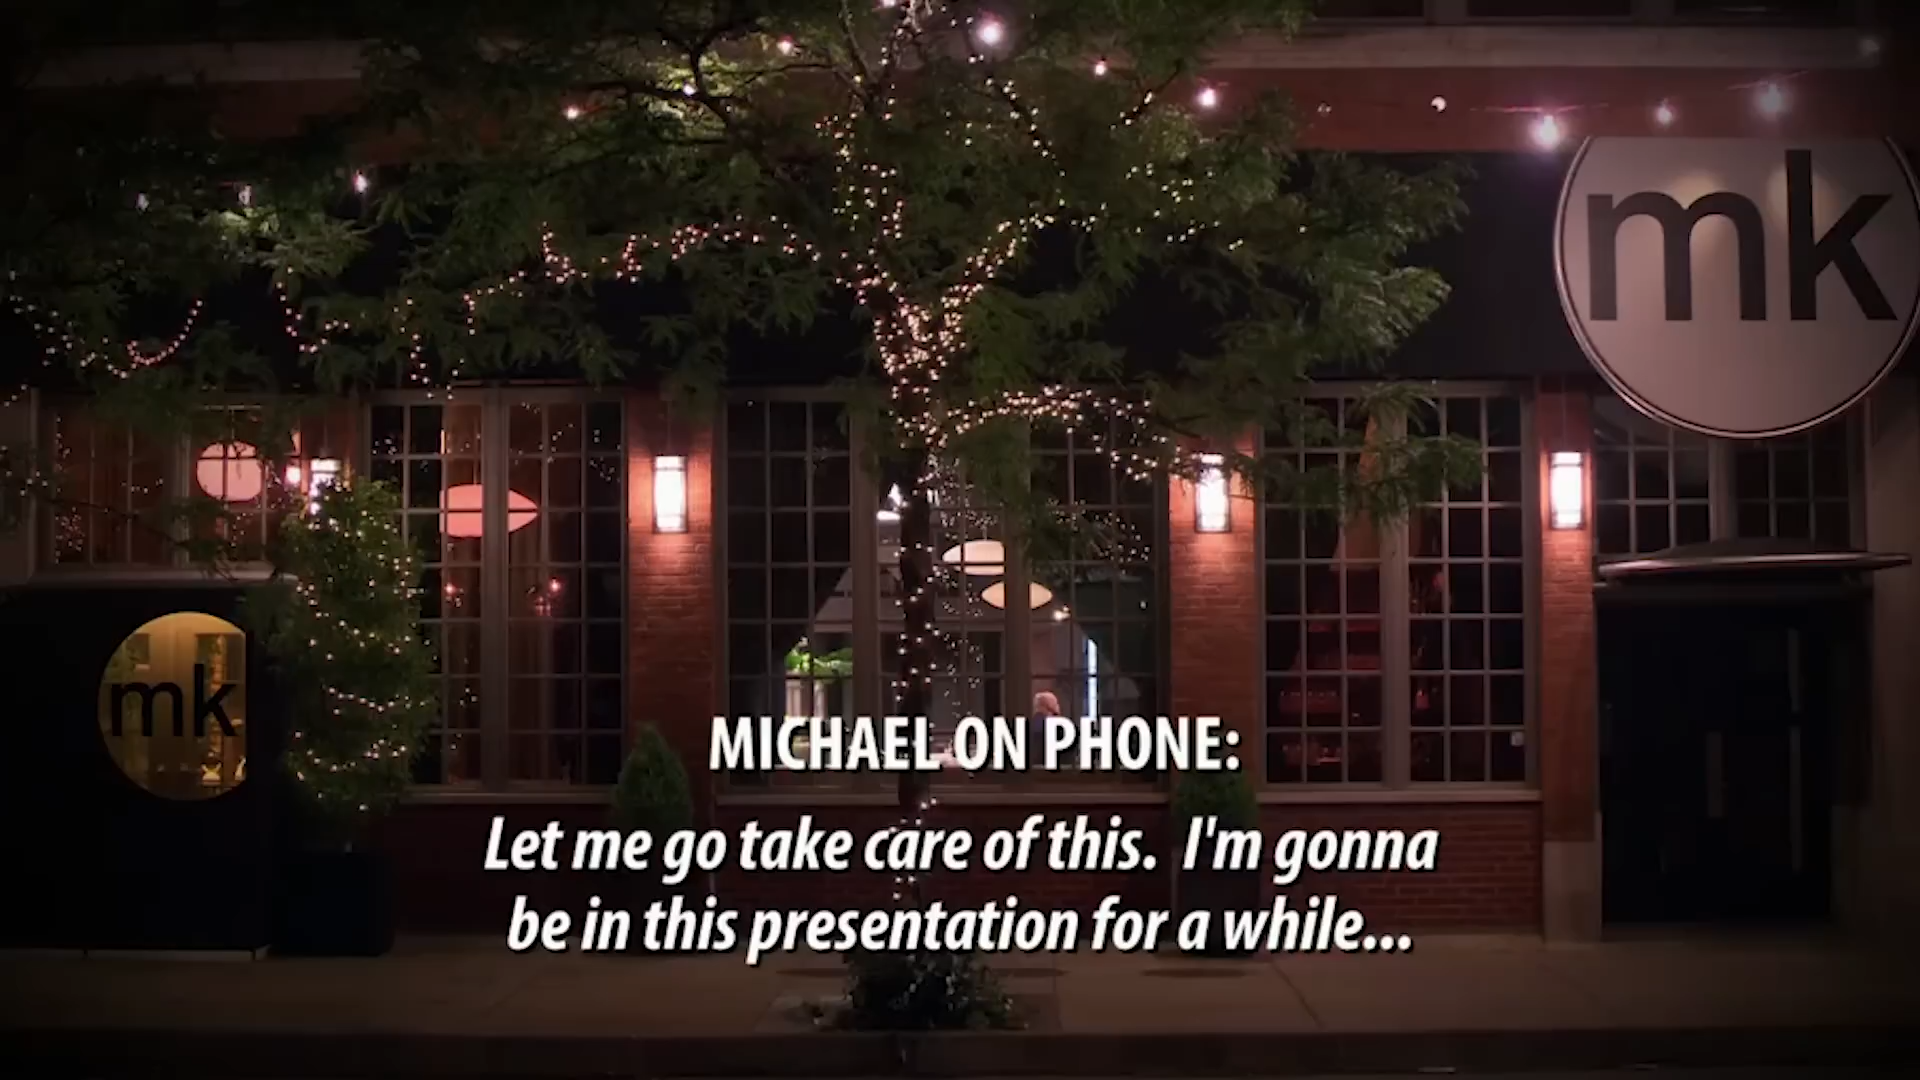 mk
mk
MICHAEL ON PHONE:
Let me go take care of this.  I'm gonna
be in this presentation for a while...